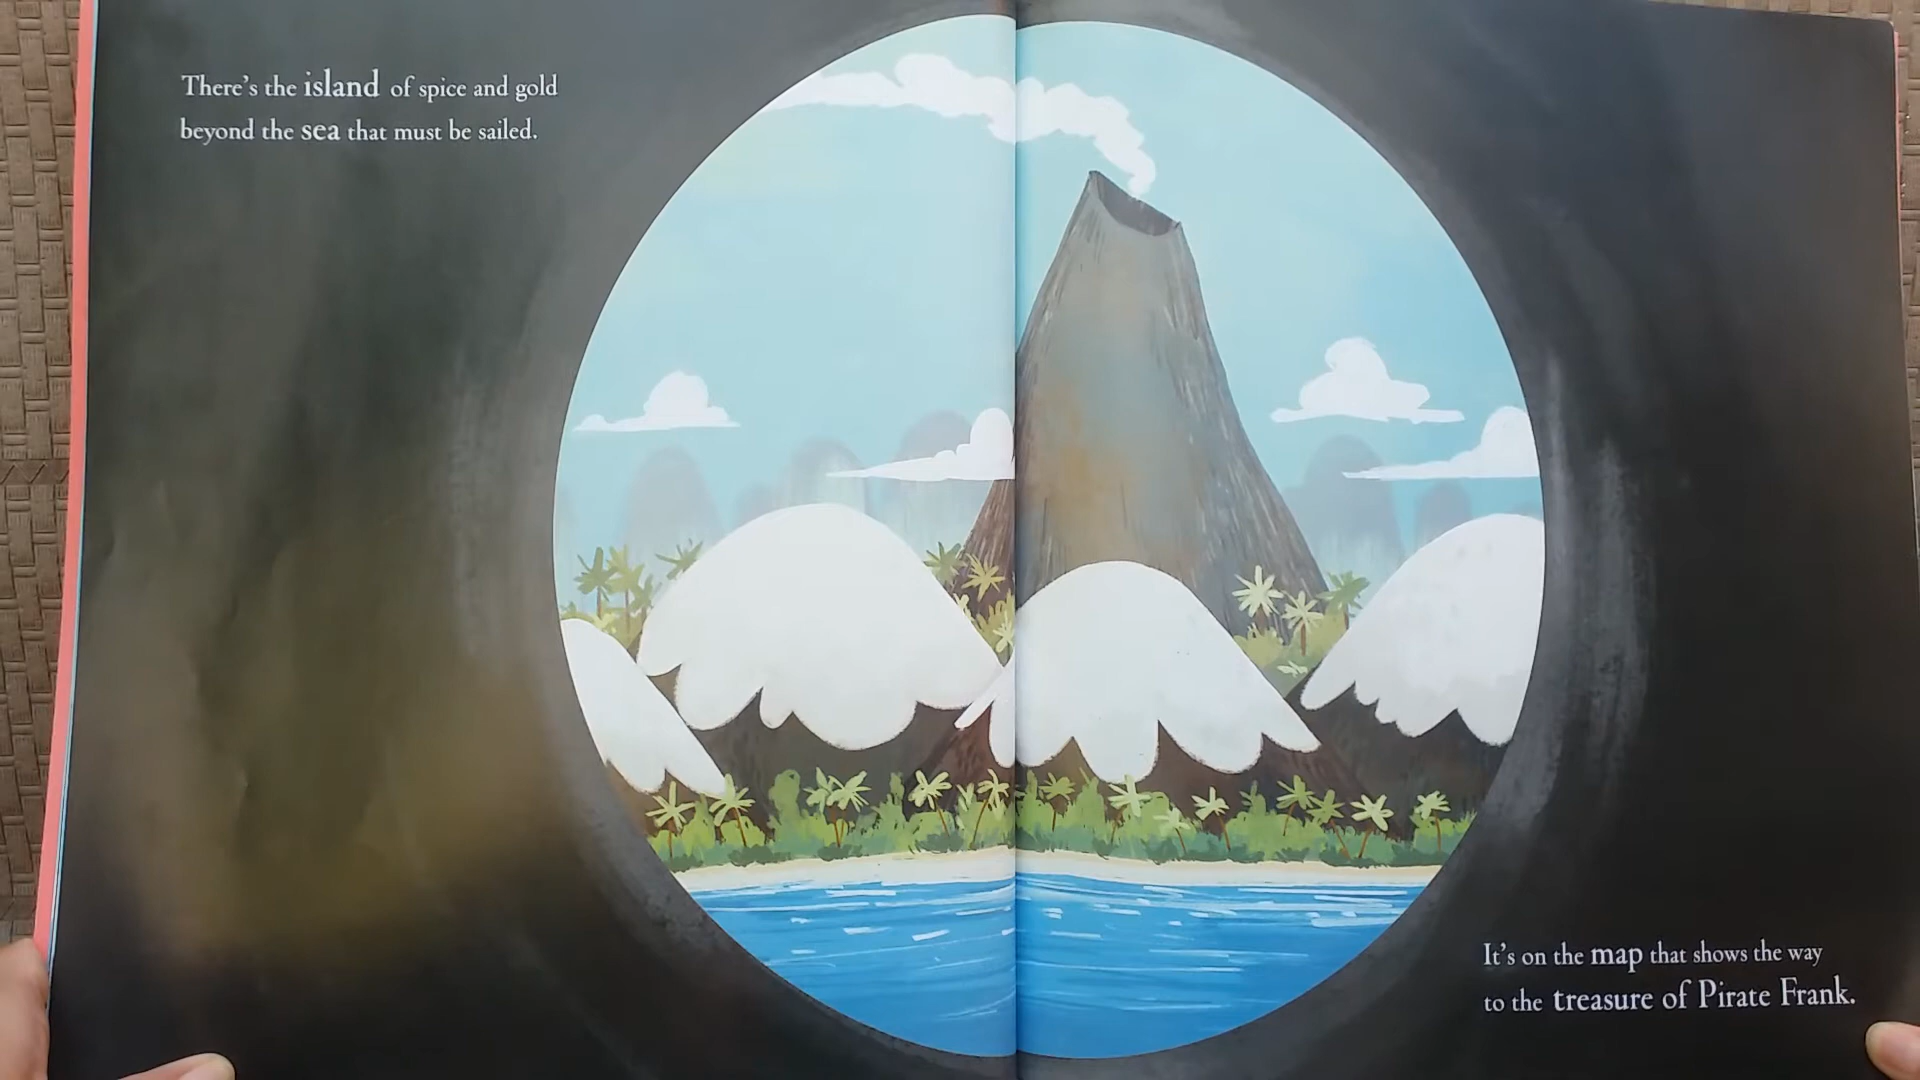 There's the island of spice and gold
beyond the sea that must be sailed.
It's on the map that shows the way
to the treasure of Pirate Frank.